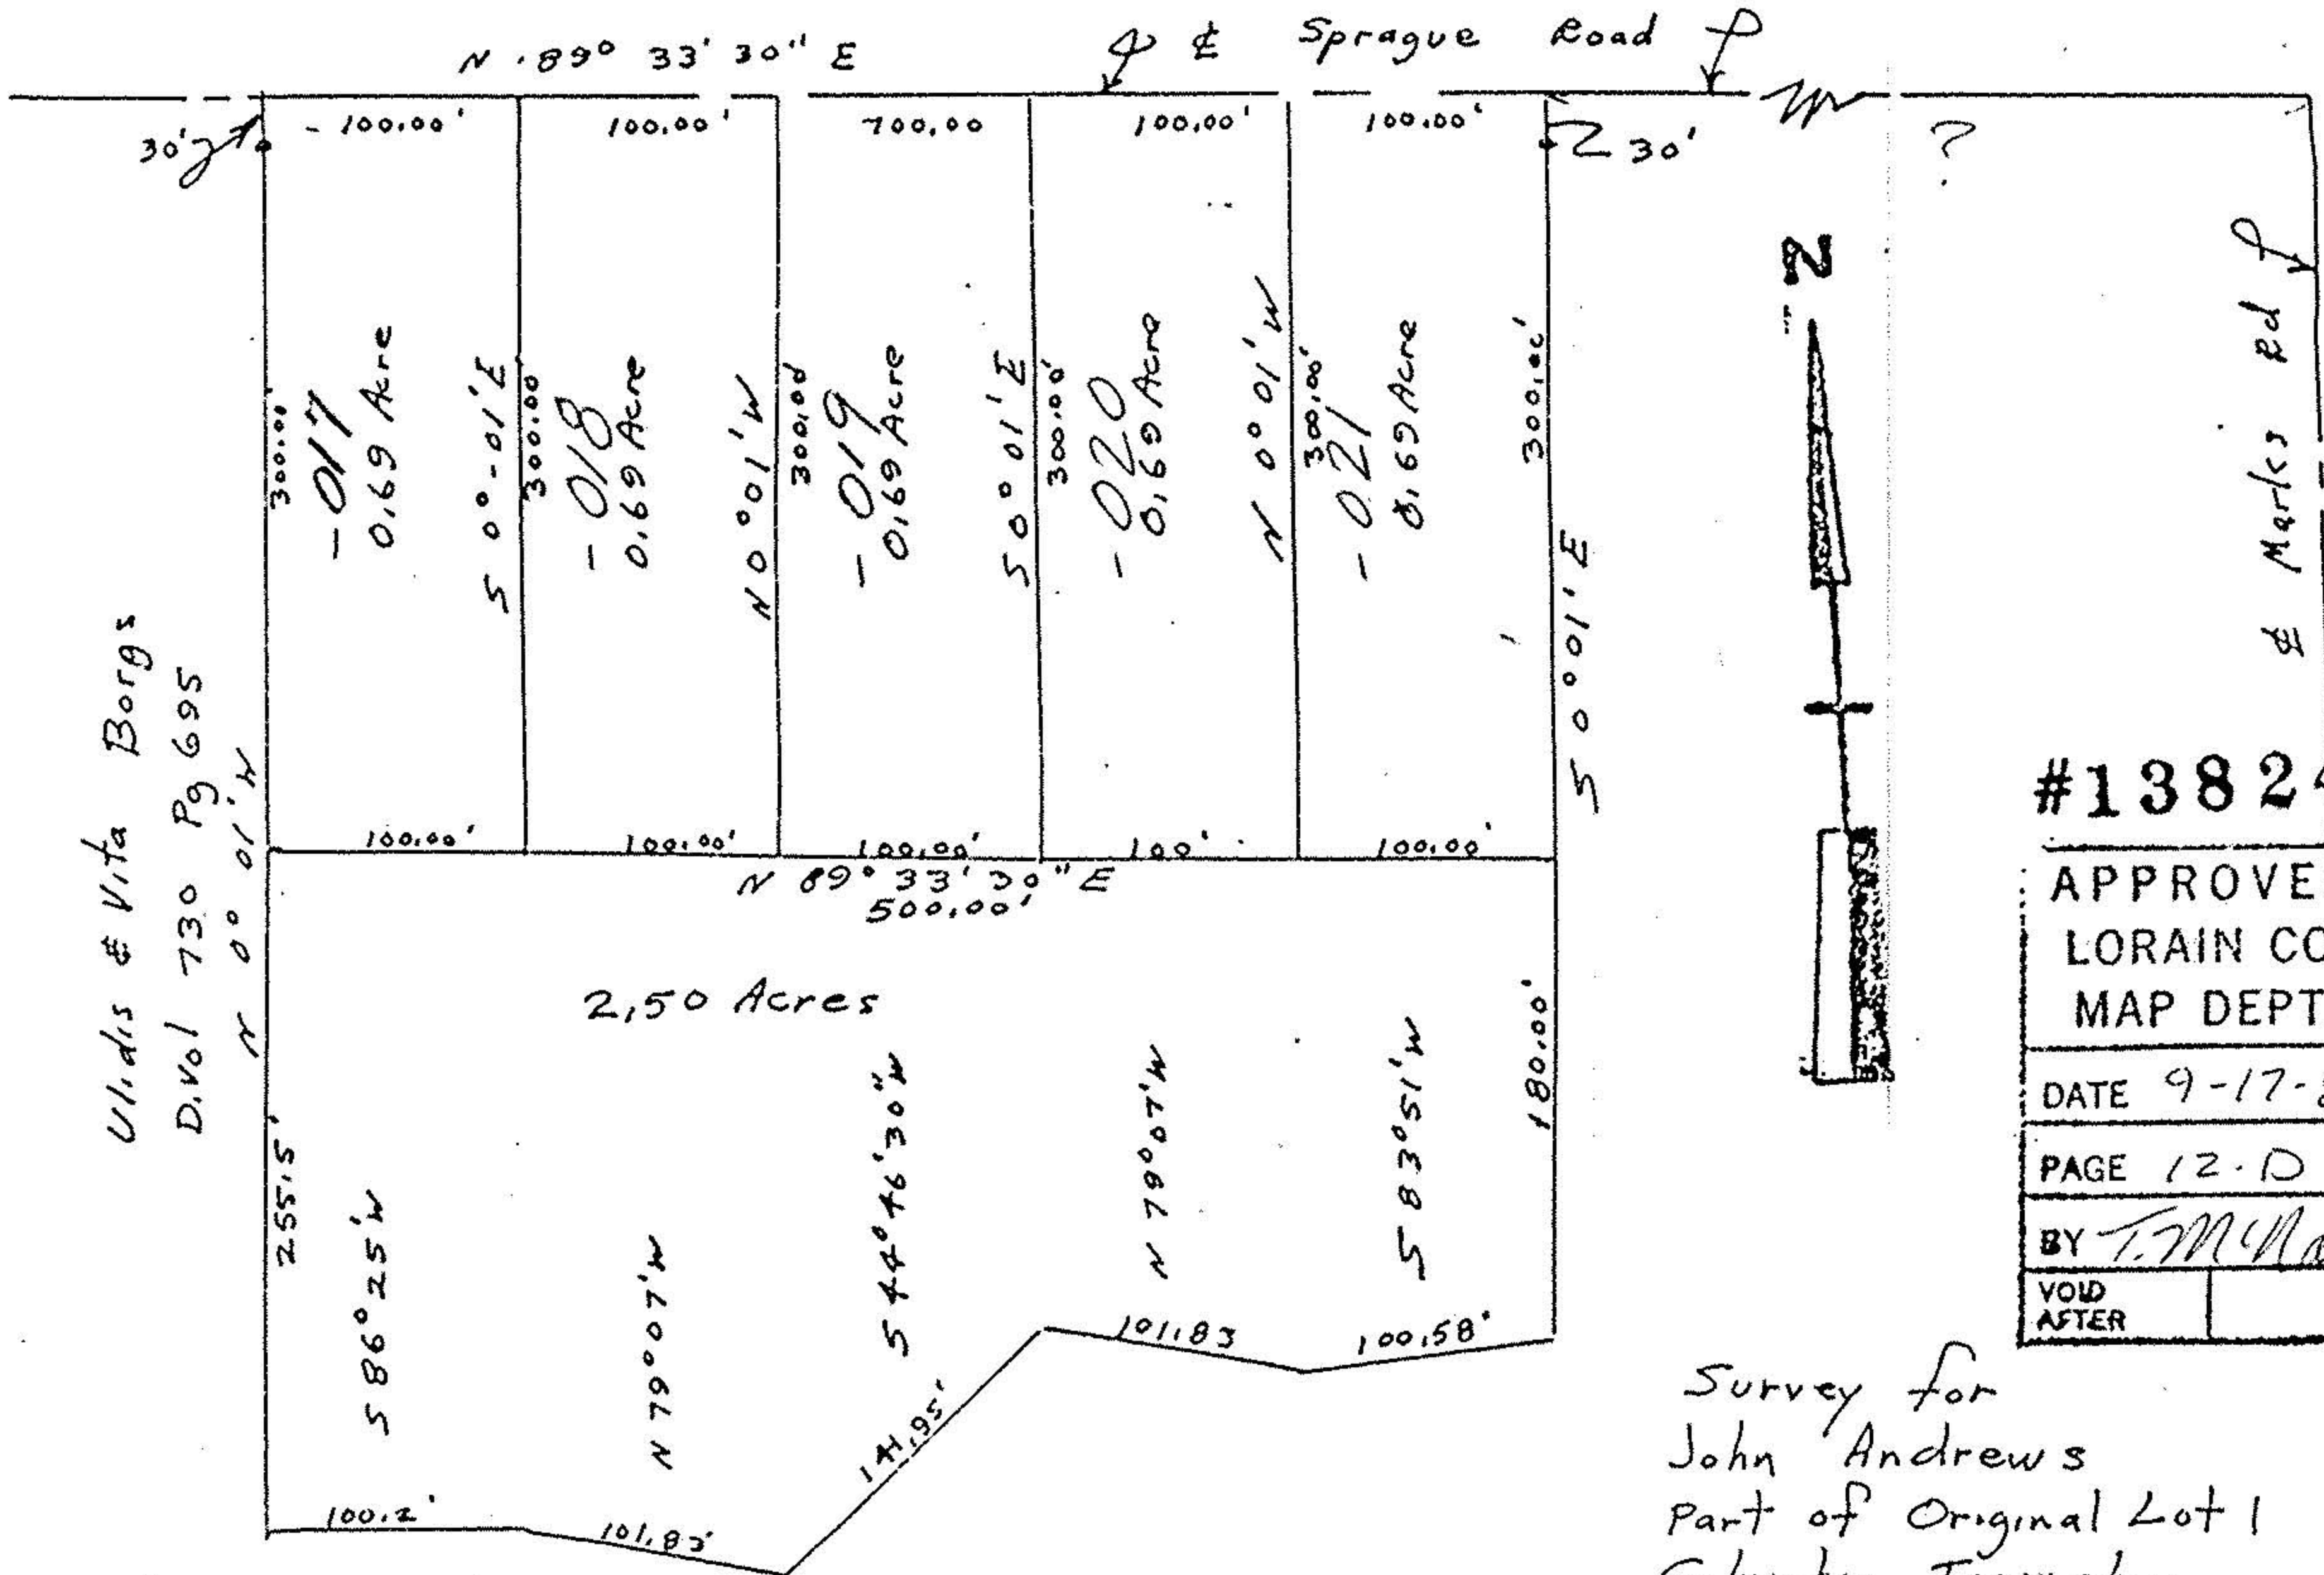 N 89° 33' 30" E
℄ Sprague Road
30'
100.00'
100.00'
100.00
100.00'
100.00'
30'
?
N
℄ Marks Rd
300.00'
-017
0.69 Acre
S 0°-01' E
300.00
-018
0.69 Acre
N 0° 01' W
300.00'
-019
0.69 Acre
S 0° 01' E
300.00'
-020
0.69 Acre
N 0° 01' W
300.00'
-021
0.69 Acre
300.00'
S 0° 01' E
Uldis & Vita Borgs
D. Vol 730 Pg 695
N 0° 01' W
100.00'
100.00'
100.00'
100'
100.00'
N 89° 33' 30" E
500.00'
2.50 Acres
255.5'
S 86° 25' W
N 79° 07' W
S 44° 46' 30" W
N 79° 07' W
S 83° 51' W
180.00'
100.2'
101.83'
141.95'
101.83
100.58'
#1382
APPROVE
LORAIN CO
MAP DEPT
DATE 9-17-
PAGE 12-D
BY
VOID
AFTER
Survey for
John Andrews
Part of Original Lot 1